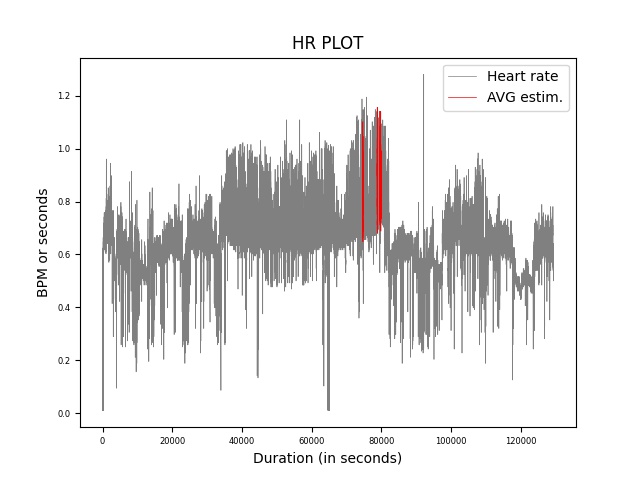 HR PLOT
Heart rate
AVG estim.
BPM or seconds
1.2
1.0
0.8
0.6
0.4
0.2
0.0
0 20000 40000 60000 80000 100000 120000
Duration (in seconds)